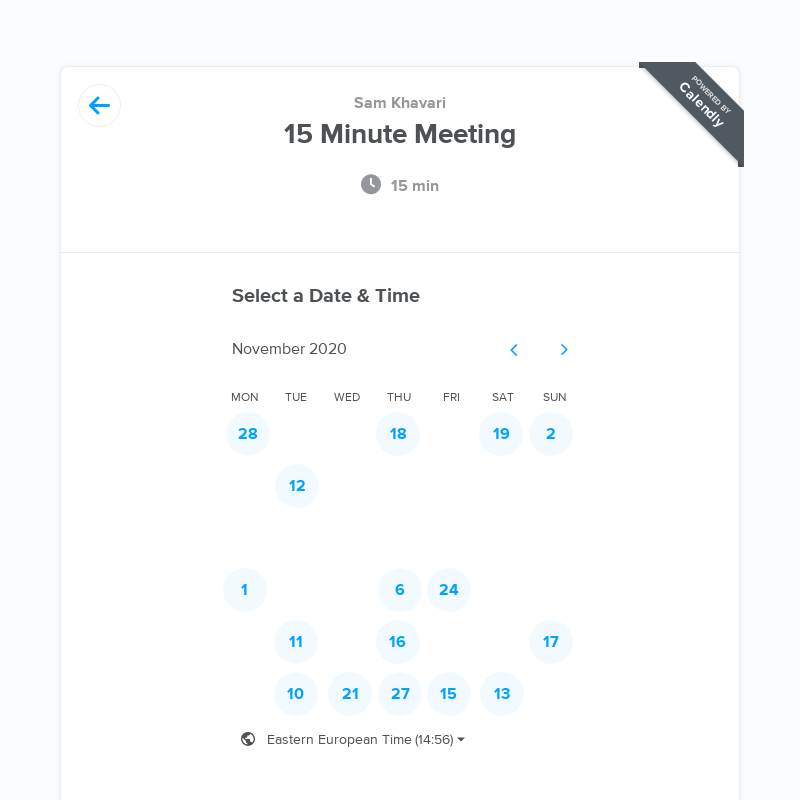 POWERED BY
Calendly
Sam Khavari
15 Minute Meeting
15 min
Select a Date & Time
November 2020
MON TUE WED THU FRI SAT SUN
28 18 19 2
12
1 6 24
11 16 17
10 21 27 15 13
Eastern European Time (14:56)